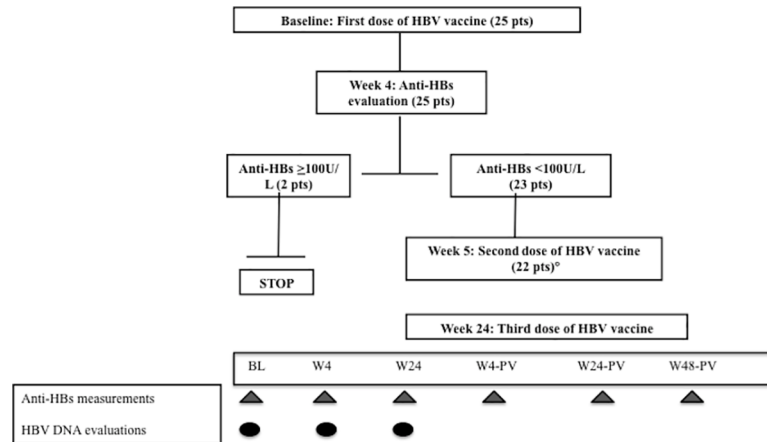 Baseline: First dose of HBV vaccine (25 pts)
Week 4: Anti-HBs
evaluation (25 pts)
Anti-HBs ≥100U/
L (2 pts)
Anti-HBs <100U/L
(23 pts)
Week 5: Second dose of HBV vaccine
(22 pts)°
STOP
Week 24: Third dose of HBV vaccine
BL W4 W24 W4-PV W24-PV W48-PV
Anti-HBs measurements
HBV DNA evaluations